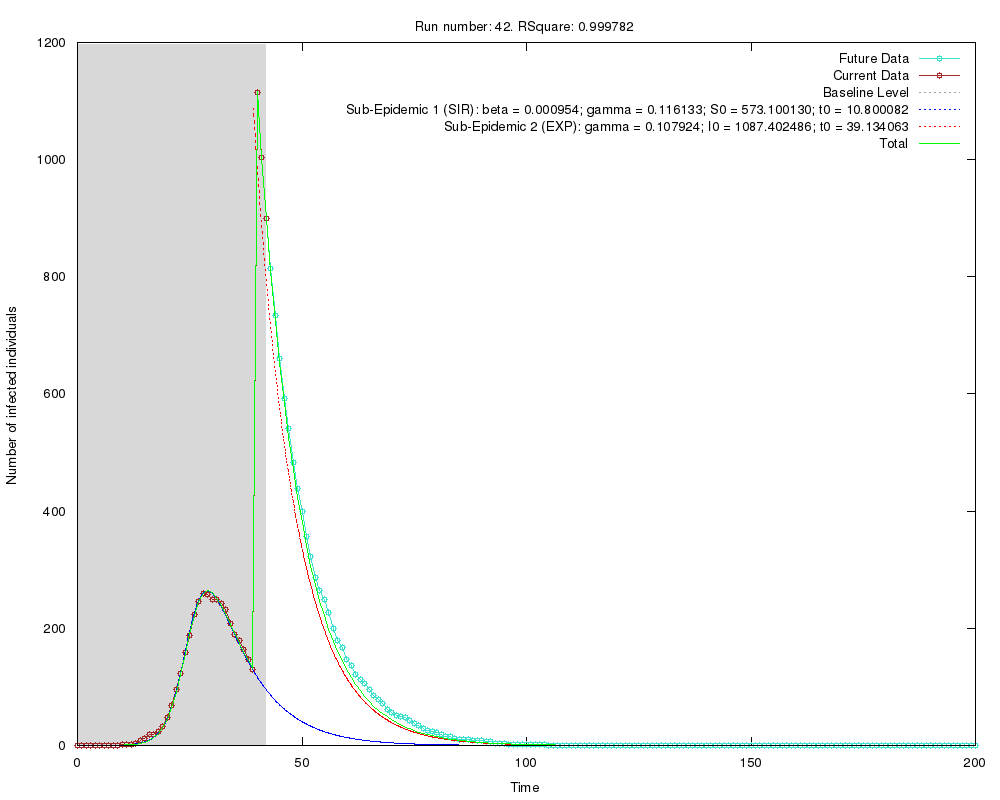 Run number: 42. RSquare: 0.999782
1200
1000
800
600
400
200
0
Number of infected individuals
Future Data
Current Data
Baseline Level
Sub-Epidemic 1 (SIR): beta = 0.000954; gamma = 0.116133; S0 = 573.100130; t0 = 10.800082
Sub-Epidemic 2 (EXP): gamma = 0.107924; I0 = 1087.402486; t0 = 39.134063
Total
0 50 100 150 200
Time